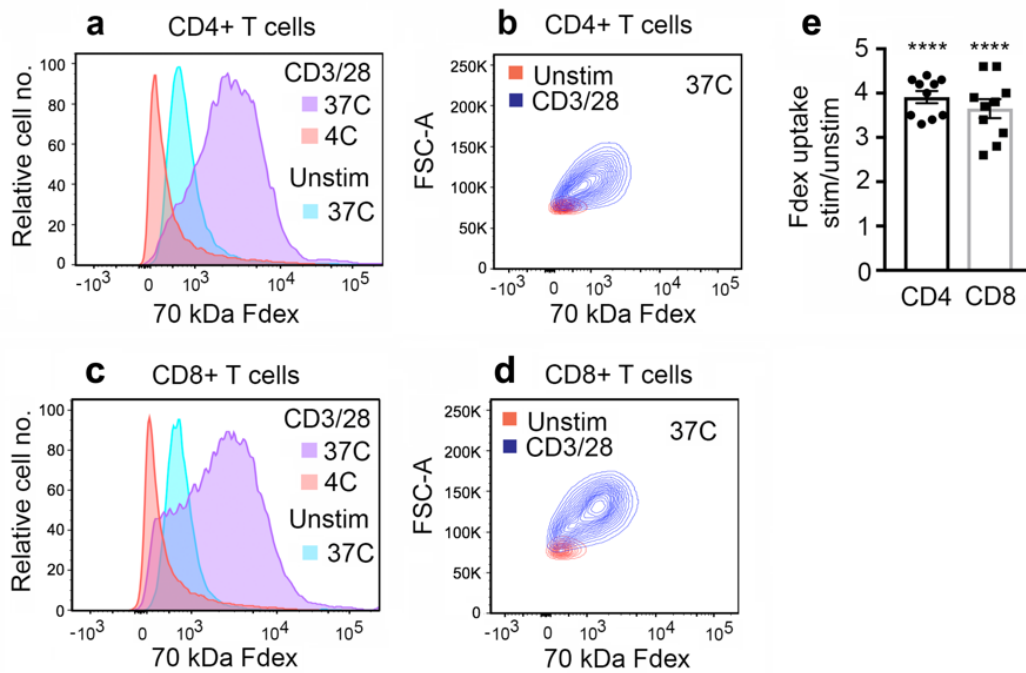 a
CD4+ T cells
Relative cell no.
100
80
60
40
20
0
CD3/28
37C
4C
Unstim
37C
-10³ 0 10³ 10⁴ 10⁵
70 kDa Fdex
b
CD4+ T cells
FSC-A
250K
200K
150K
100K
50K
0
Unstim
CD3/28
37C
-10³ 0 10³ 10⁴ 10⁵
70 kDa Fdex
e
Fdex uptake
stim/unstim
5
4
3
2
1
0
**** ****
CD4 CD8
c
CD8+ T cells
Relative cell no.
100
80
60
40
20
0
CD3/28
37C
4C
Unstim
37C
-10³ 0 10³ 10⁴ 10⁵
70 kDa Fdex
d
CD8+ T cells
FSC-A
250K
200K
150K
100K
50K
0
Unstim
CD3/28
37C
-10³ 0 10³ 10⁴ 10⁵
70 kDa Fdex